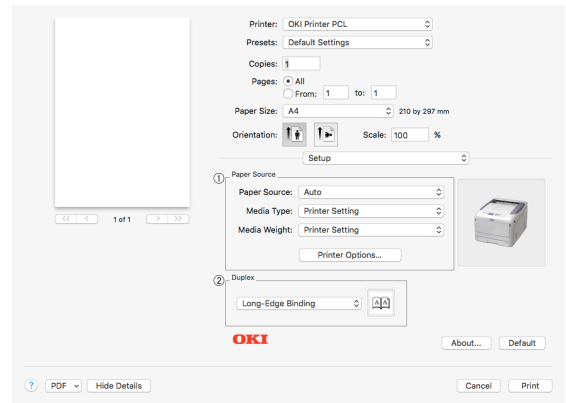 Printer: OKI Printer PCL
Presets: Default Settings
Copies: 1
Pages: All
From: 1 to: 1
Paper Size: A4 210 by 297 mm
Orientation: Scale: 100 %
Setup
① Paper Source
Paper Source: Auto
Media Type: Printer Setting
Media Weight: Printer Setting
Printer Options...
1 of 1
② Duplex
Long-Edge Binding
A A
OKI
About... Default
? PDF Hide Details Cancel Print